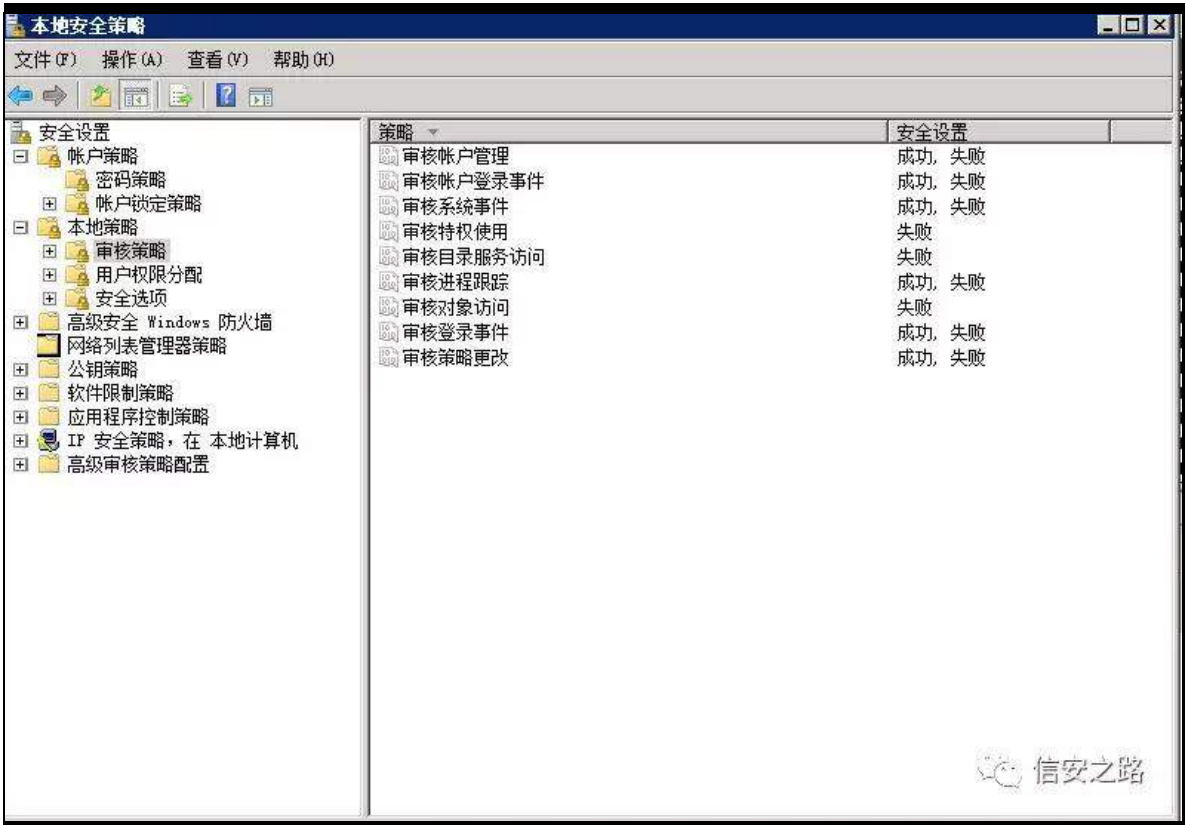 本地安全策略
文件(F) 操作(A) 查看(V) 帮助(H)
安全设置
帐户策略
密码策略
帐户锁定策略
本地策略
审核策略
用户权限分配
安全选项
高级安全 Windows 防火墙
网络列表管理器策略
公钥策略
软件限制策略
应用程序控制策略
IP 安全策略，在 本地计算机
高级审核策略配置
策略 安全设置
审核帐户管理 成功, 失败
审核帐户登录事件 成功, 失败
审核系统事件 成功, 失败
审核特权使用 失败
审核目录服务访问 失败
审核进程跟踪 成功, 失败
审核对象访问 失败
审核登录事件 成功, 失败
审核策略更改 成功, 失败
信安之路